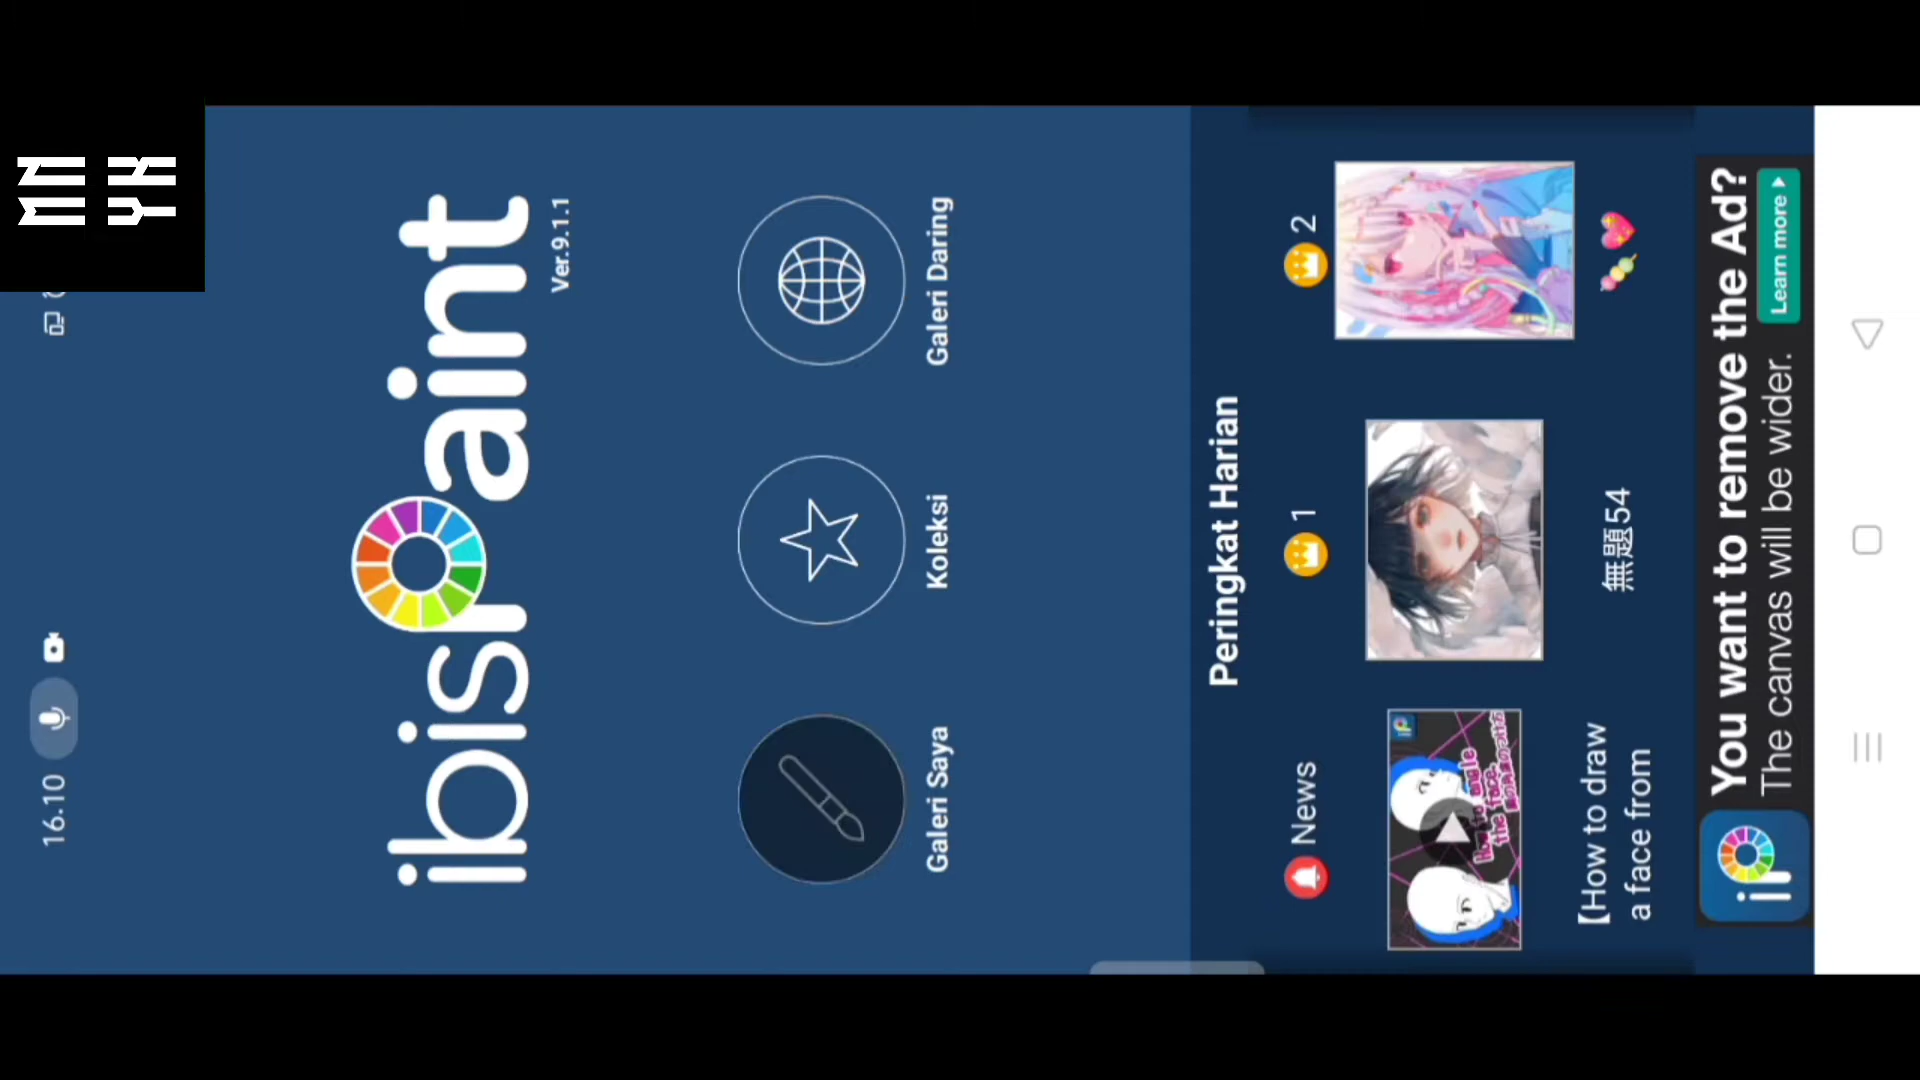 16.10
ibisPaint
Ver.9.1.1
Galeri Saya
Koleksi
Galeri Daring
Peringkat Harian
News
1
2
【How to draw
a face from
無題54
You want to remove the Ad?
The canvas will be wider.
Learn more
iP